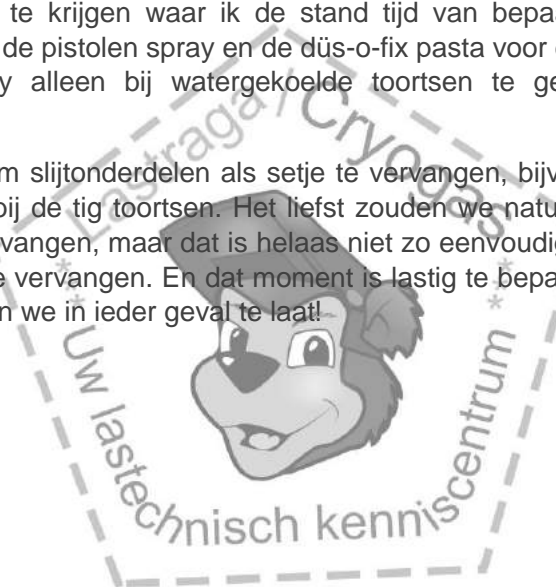 te krijgen waar ik de stand tijd van bepa
de pistolen spray en de düs-o-fix pasta voor
y alleen bij watergekoelde toortsen te ge
m slijtonderdelen als setje te vervangen, bijv
bij de tig toortsen. Het liefst zouden we natu
vangen, maar dat is helaas niet zo eenvoudig
e vervangen. En dat moment is lastig te bepa
n we in ieder geval te laat!
Lastraga / Cryogas
* * Uw lastechnisch kenniscentrum * *